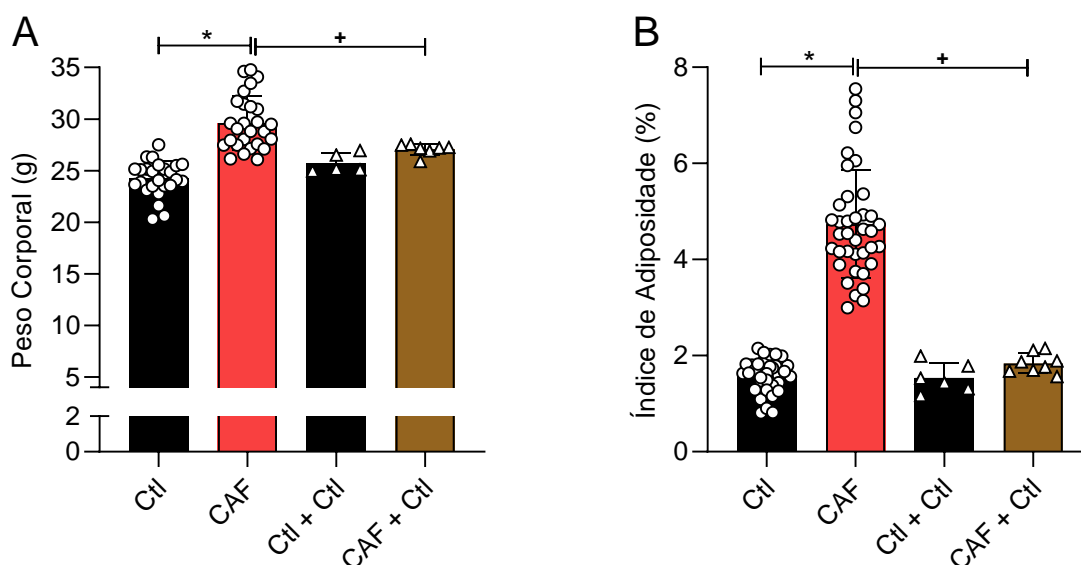 A
*
+
Peso Corporal (g)
35
30
25
20
15
10
5
2
0
Ctl
CAF
Ctl + Ctl
CAF + Ctl
B
*
+
Índice de Adiposidade (%)
8
6
4
2
0
Ctl
CAF
Ctl + Ctl
CAF + Ctl